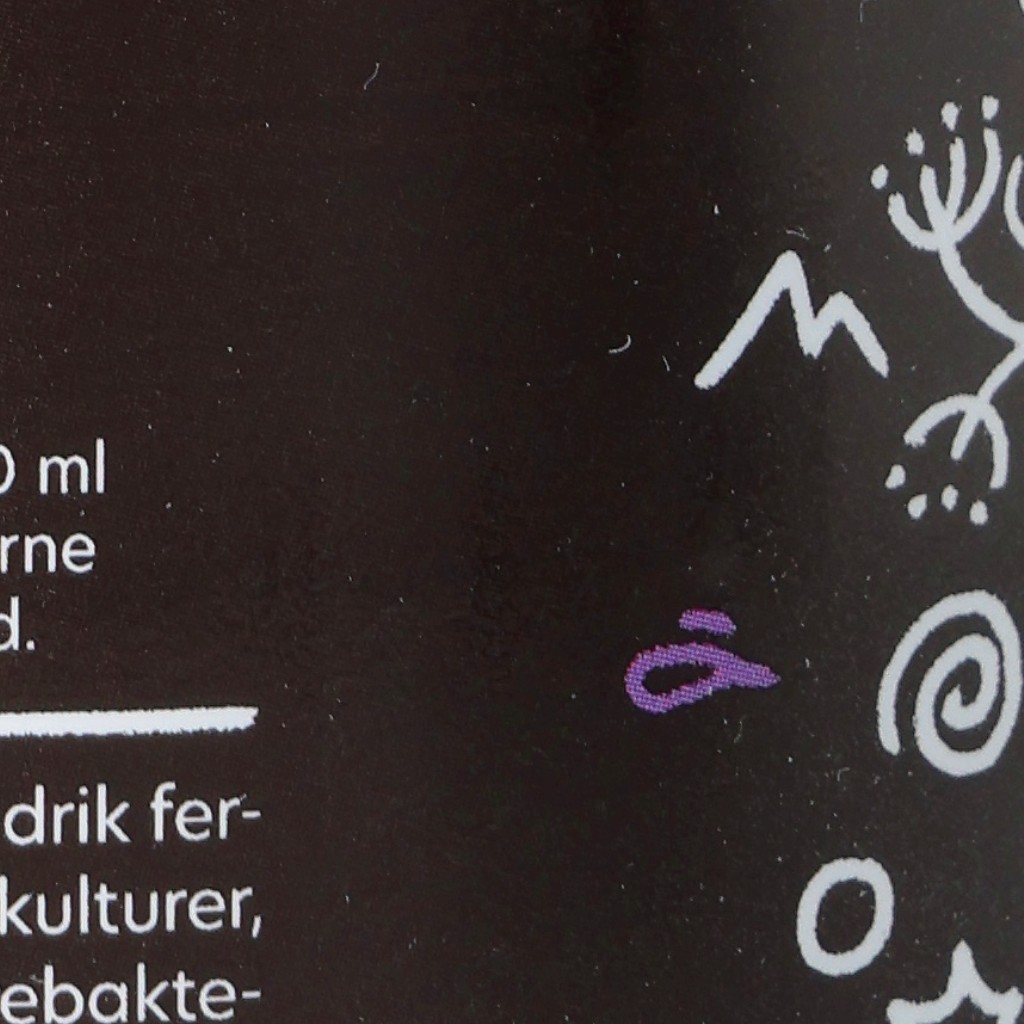 0 ml
rne
d.
drik fer-
kulturer,
ebakte-